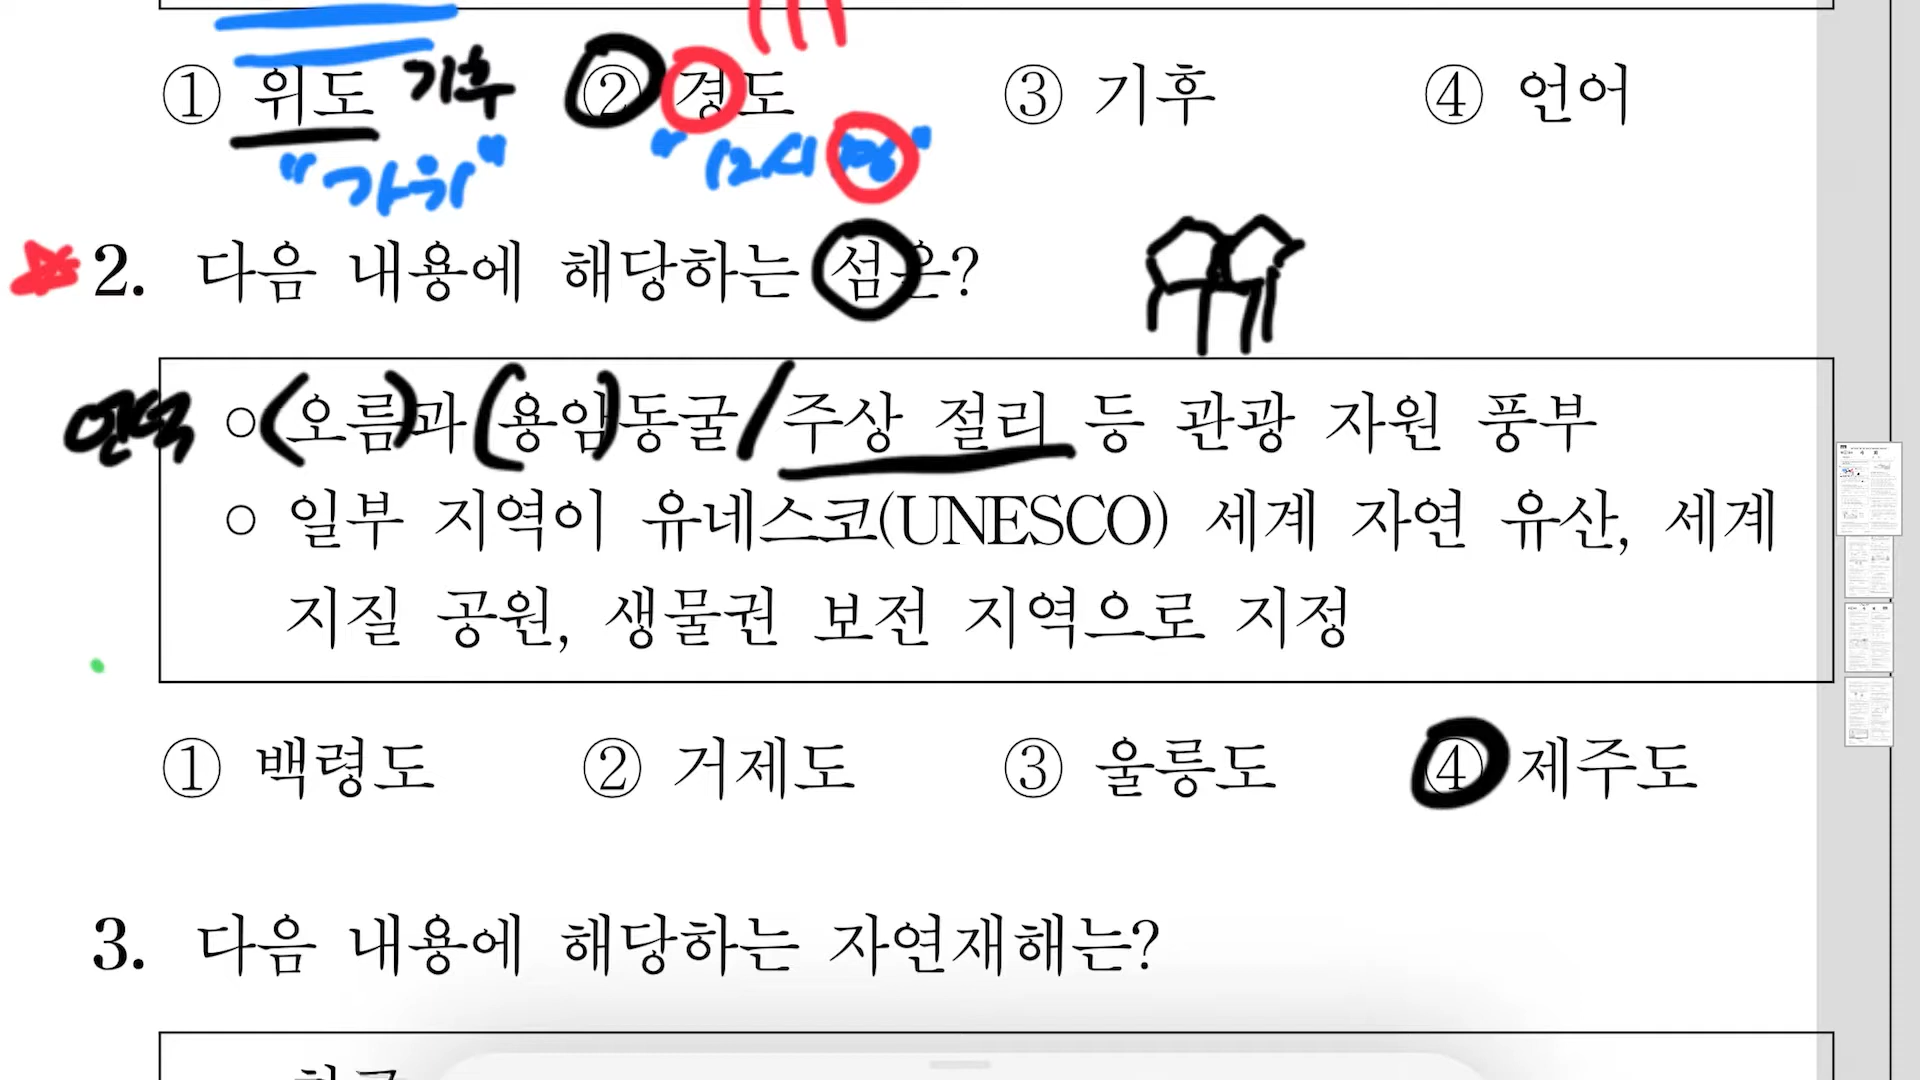 ① 위도 기후 ② 경도 ③ 기후 ④ 언어
"가위" "12시경"
2. 다음 내용에 해당하는 섬은?
언덕 ○ (오름)과 (용암)동굴/주상 절리 등 관광 자원 풍부
○ 일부 지역이 유네스코(UNESCO) 세계 자연 유산, 세계
지질 공원, 생물권 보전 지역으로 지정
① 백령도 ② 거제도 ③ 울릉도 ④ 제주도
3. 다음 내용에 해당하는 자연재해는?